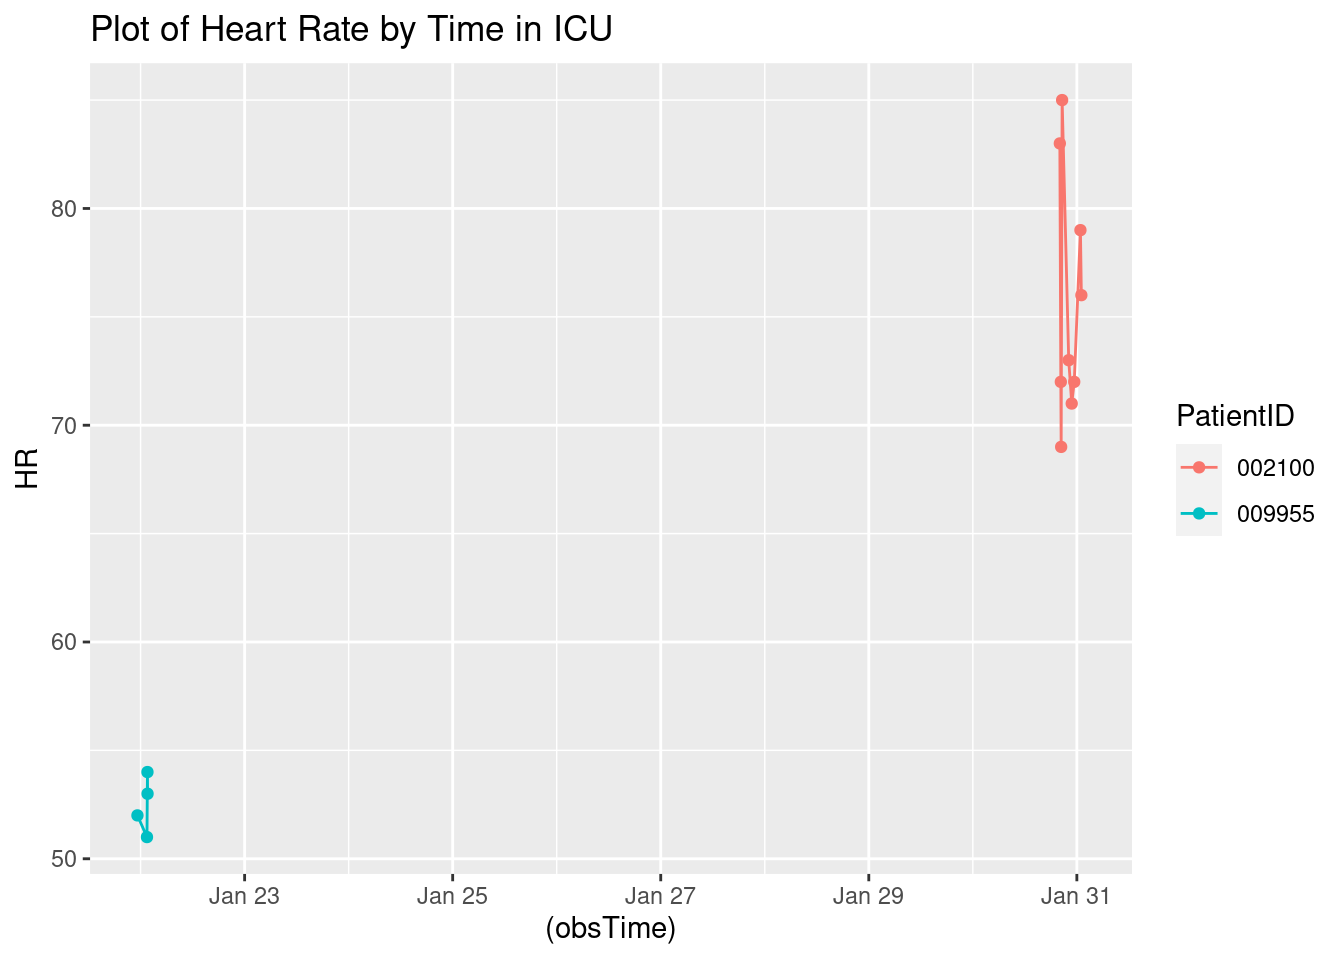 Plot of Heart Rate by Time in ICU
80
70
60
50
HR
Jan 23
Jan 25
Jan 27
Jan 29
Jan 31
(obsTime)
PatientID
002100
009955